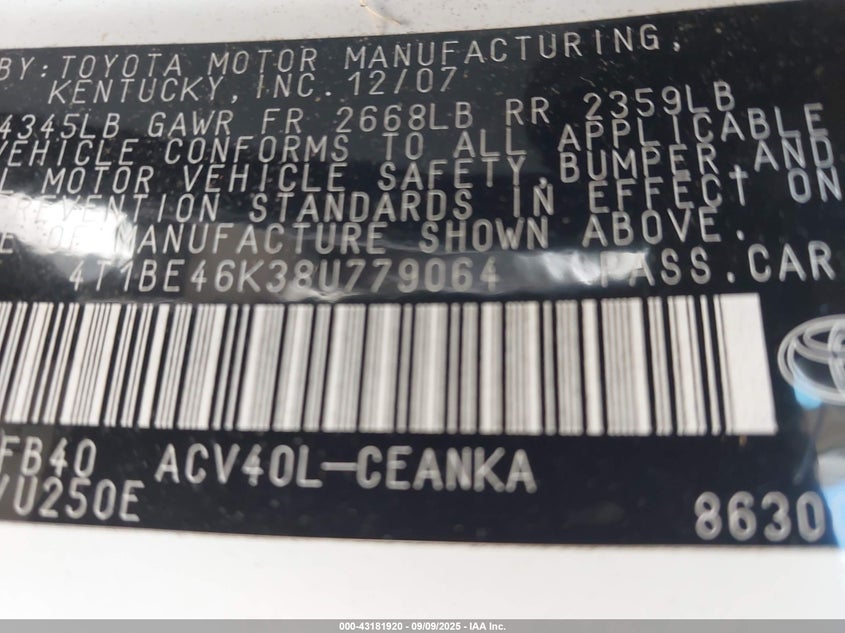 BY: TOYOTA MOTOR MANUFACTURING,
KENTUCKY, INC. 12/07
4345LB GAWR FR 2668LB RR 2359LB
VEHICLE CONFORMS TO ALL APPLICABLE
L MOTOR VEHICLE SAFETY, BUMPER, AND
PREVENTION STANDARDS IN EFFECT ON
E OF MANUFACTURE SHOWN ABOVE.
4T1BE46K38U779064 PASS.CAR
FB40 ACV40L-CEANKA
/U250E 8630
000-43181920 - 09/09/2025 - IAA Inc.